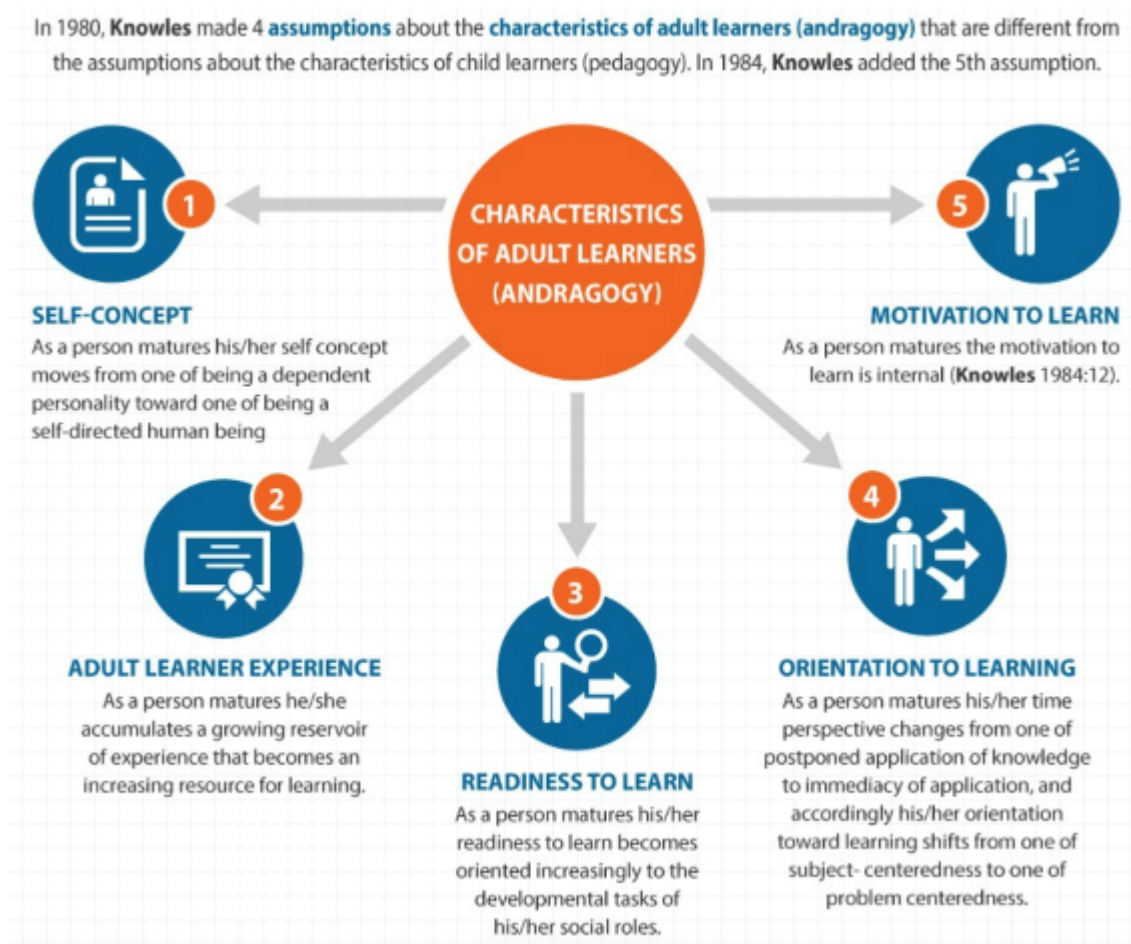 In 1980, Knowles made 4 assumptions about the characteristics of adult learners (andragogy) that are different from
the assumptions about the characteristics of child learners (pedagogy). In 1984, Knowles added the 5th assumption.
CHARACTERISTICS
OF ADULT LEARNERS
(ANDRAGOGY)
1
SELF-CONCEPT
As a person matures his/her self concept
moves from one of being a dependent
personality toward one of being a
self-directed human being
2
ADULT LEARNER EXPERIENCE
As a person matures he/she
accumulates a growing reservoir
of experience that becomes an
increasing resource for learning.
3
READINESS TO LEARN
As a person matures his/her
readiness to learn becomes
oriented increasingly to the
developmental tasks of
his/her social roles.
4
ORIENTATION TO LEARNING
As a person matures his/her time
perspective changes from one of
postponed application of knowledge
to immediacy of application, and
accordingly his/her orientation
toward learning shifts from one of
subject- centeredness to one of
problem centeredness.
5
MOTIVATION TO LEARN
As a person matures the motivation to
learn is internal (Knowles 1984:12).